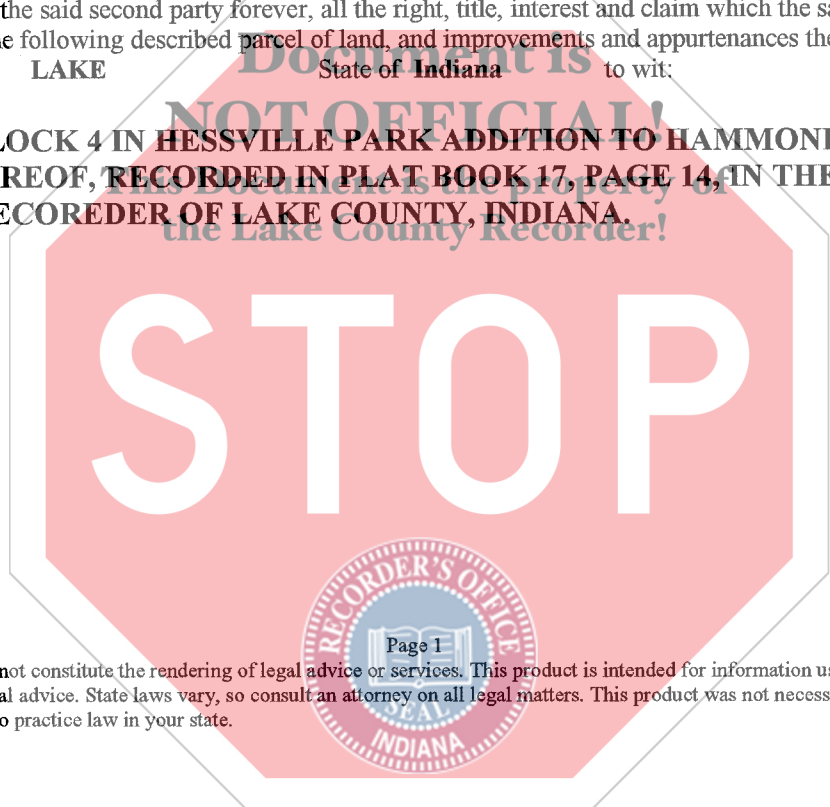 the said second party forever, all the right, title, interest and claim which the sa
e following described parcel of land, and improvements and appurtenances the
LAKE State of Indiana to wit:
Document is
NOT OFFICIAL!
LOCK 4 IN HESSVILLE PARK ADDITION TO HAMMOND
REOF, RECORDED IN PLAT BOOK 17, PAGE 14, IN THE
is Document is the property of
ECOREDER OF LAKE COUNTY, INDIANA.
the Lake County Recorder!
STOP
RECORDER'S OFFICE
Page 1
not constitute the rendering of legal advice or services. This product is intended for information us
al advice. State laws vary, so consult an attorney on all legal matters. This product was not necess
SEAL
o practice law in your state.
INDIANA